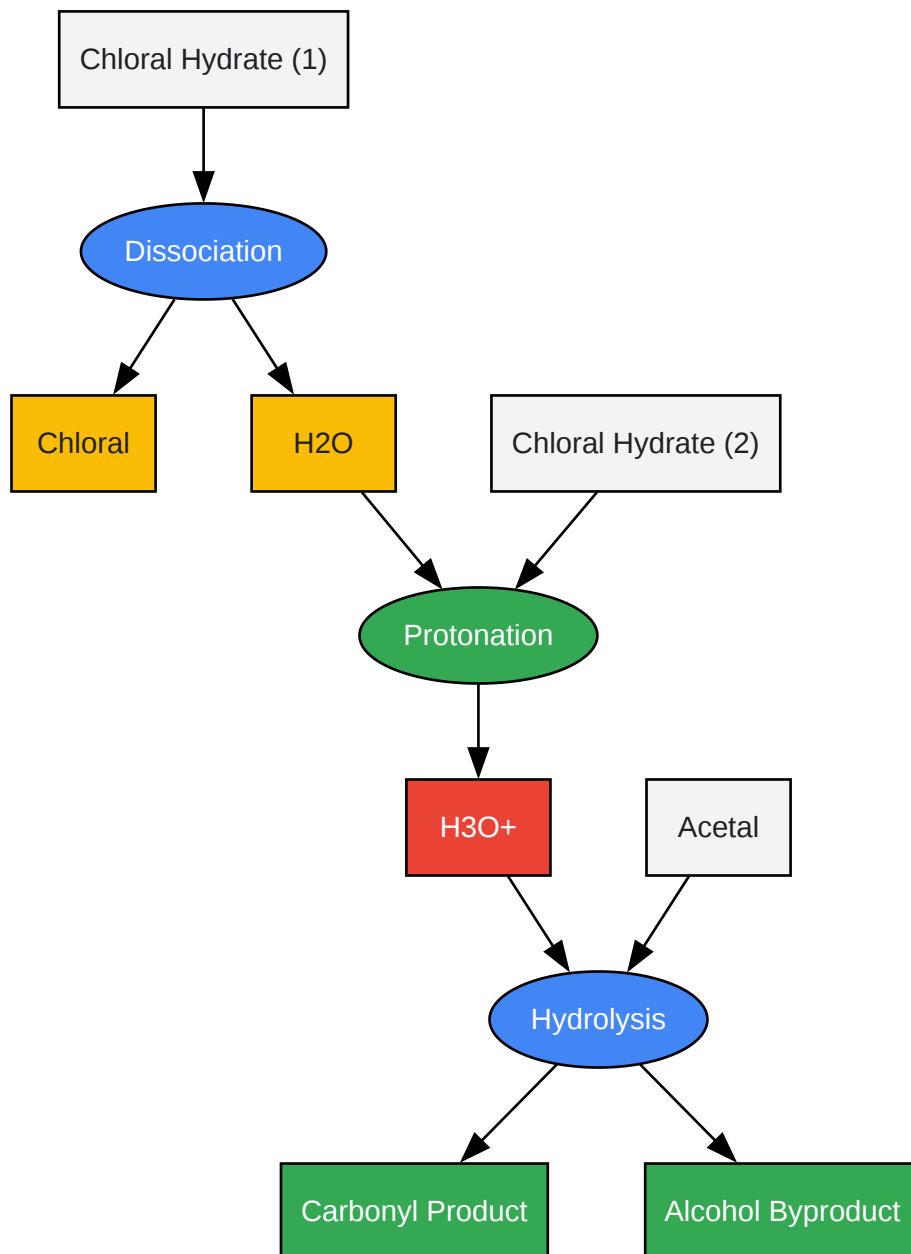 Chloral Hydrate (1)
Dissociation
Chloral
H2O
Chloral Hydrate (2)
Protonation
H3O+
Acetal
Hydrolysis
Carbonyl Product
Alcohol Byproduct